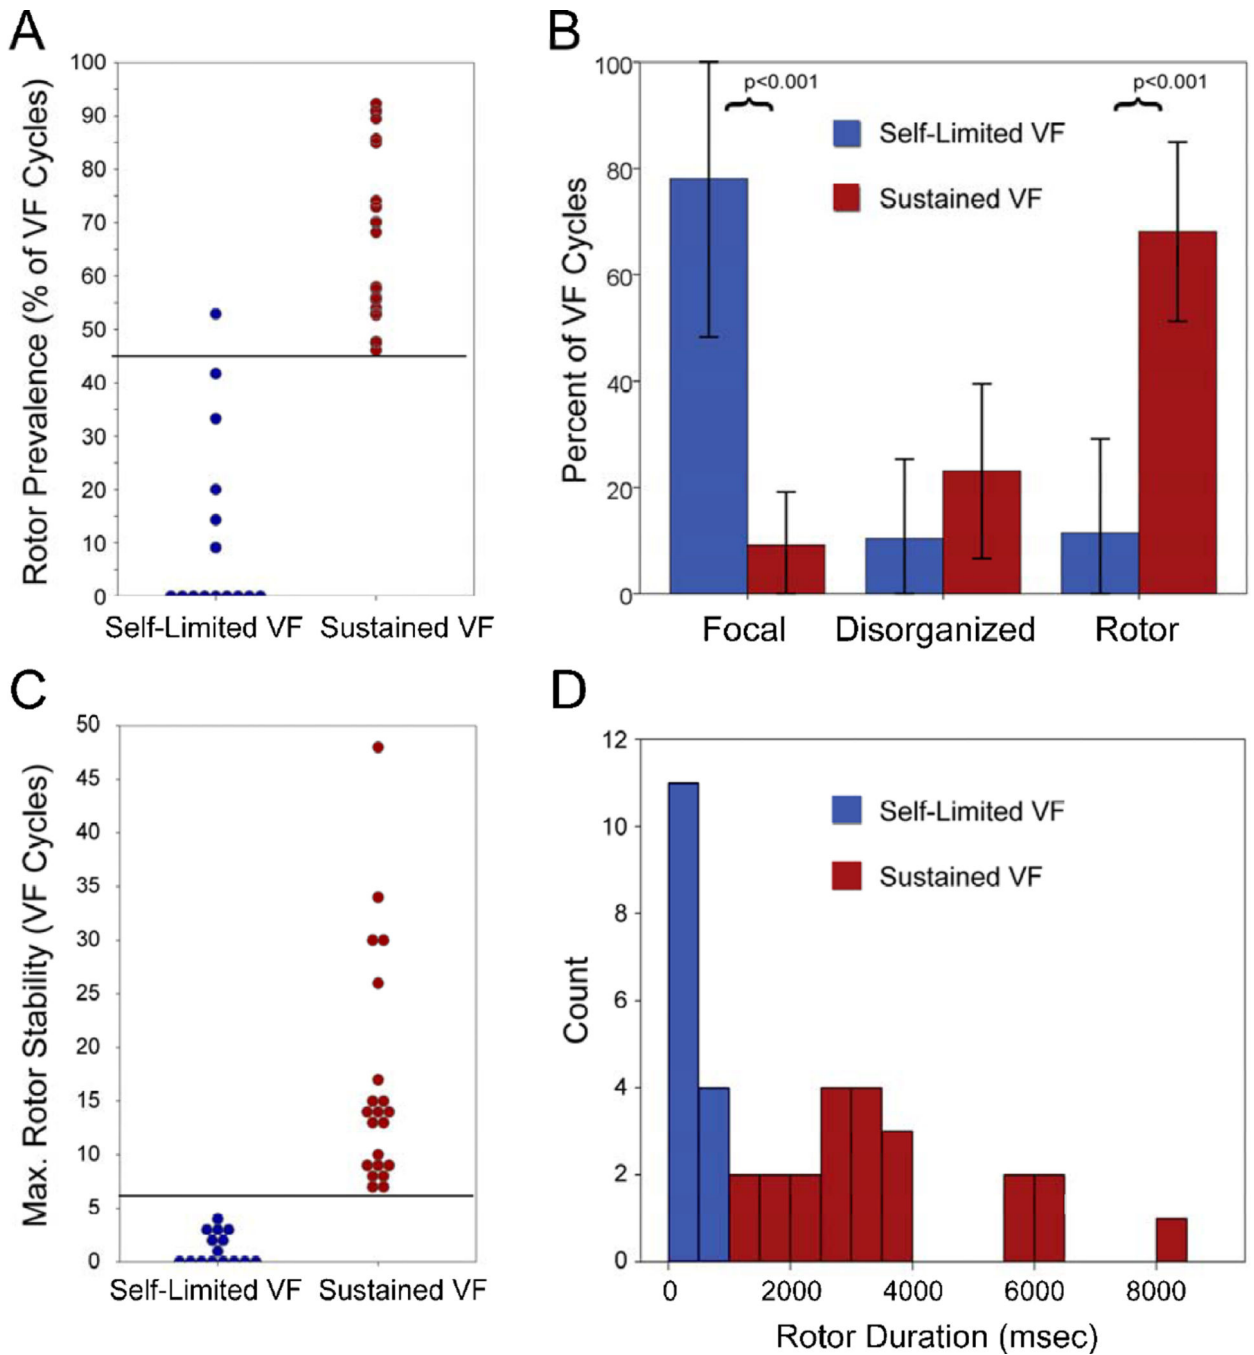 A
Rotor Prevalence (% of VF Cycles)
100
90
80
70
60
50
40
30
20
10
0
Self-Limited VF
Sustained VF
B
Percent of VF Cycles
100
80
60
40
20
0
p<0.001
p<0.001
Self-Limited VF
Sustained VF
Focal
Disorganized
Rotor
C
Max. Rotor Stability (VF Cycles)
50
45
40
35
30
25
20
15
10
5
0
Self-Limited VF
Sustained VF
D
Count
12
10
8
6
4
2
0
Self-Limited VF
Sustained VF
0
2000
4000
6000
8000
Rotor Duration (msec)